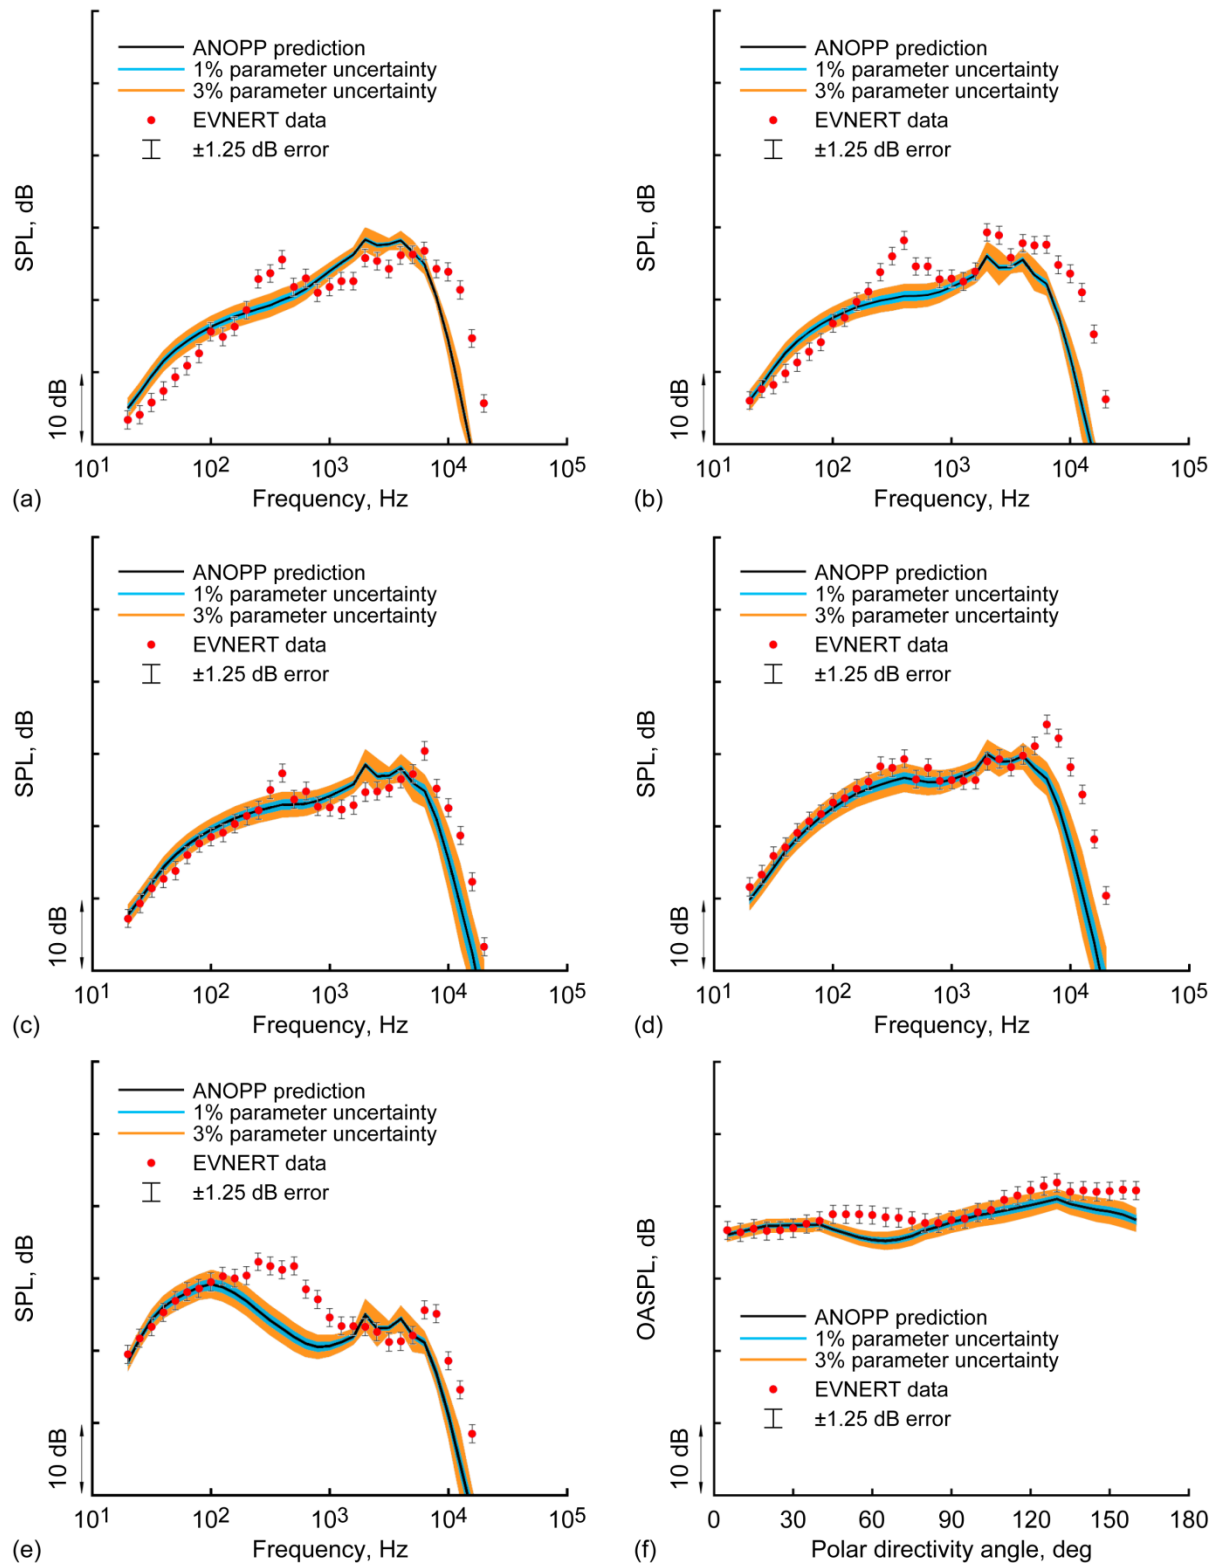 ANOPP prediction
1% parameter uncertainty
3% parameter uncertainty
EVNERT data
±1.25 dB error
SPL, dB
10 dB
10¹ 10² 10³ 10⁴ 10⁵
Frequency, Hz
(a)
ANOPP prediction
1% parameter uncertainty
3% parameter uncertainty
EVNERT data
±1.25 dB error
SPL, dB
10 dB
10¹ 10² 10³ 10⁴ 10⁵
Frequency, Hz
(b)
ANOPP prediction
1% parameter uncertainty
3% parameter uncertainty
EVNERT data
±1.25 dB error
SPL, dB
10 dB
10¹ 10² 10³ 10⁴ 10⁵
Frequency, Hz
(c)
ANOPP prediction
1% parameter uncertainty
3% parameter uncertainty
EVNERT data
±1.25 dB error
SPL, dB
10 dB
10¹ 10² 10³ 10⁴ 10⁵
Frequency, Hz
(d)
ANOPP prediction
1% parameter uncertainty
3% parameter uncertainty
EVNERT data
±1.25 dB error
SPL, dB
10 dB
10¹ 10² 10³ 10⁴ 10⁵
Frequency, Hz
(e)
OASPL, dB
ANOPP prediction
1% parameter uncertainty
3% parameter uncertainty
EVNERT data
±1.25 dB error
10 dB
0 30 60 90 120 150 180
Polar directivity angle, deg
(f)